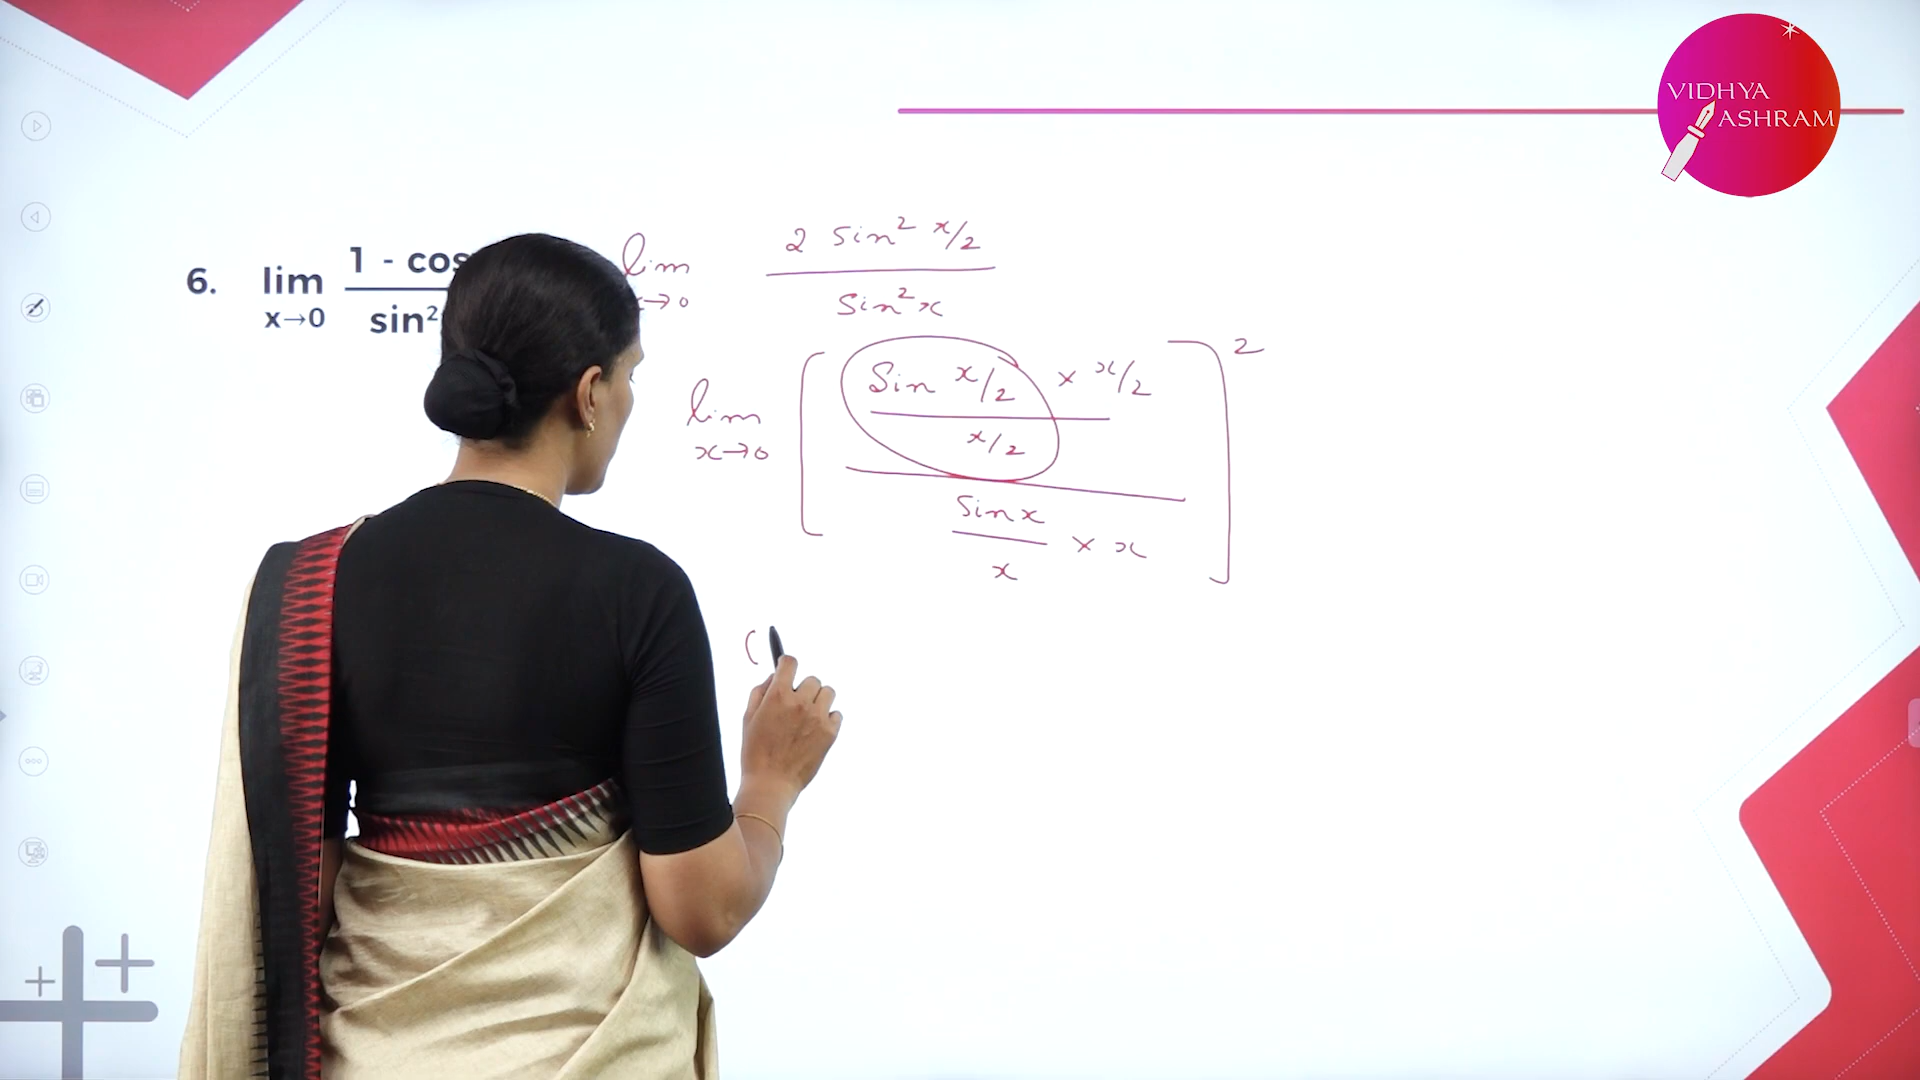 VIDHYA
ASHRAM
6. lim x→0 1 - cos / sin²
lim x→0 2 sin² x/2 / sin² x
lim x→0 [ sin x/2 / x/2 × x/2 / sin x / x × x ]²
(